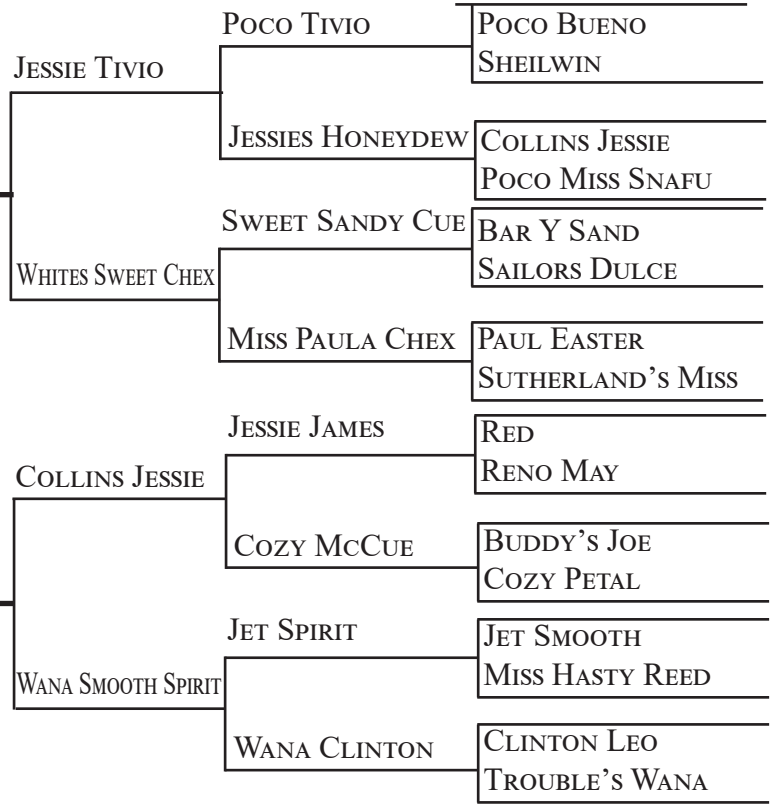 Poco Tivio
Poco Bueno
Sheilwin
Jessie Tivio
Jessies Honeydew
Collins Jessie
Poco Miss Snafu
Sweet Sandy Cue
Bar Y Sand
Sailors Dulce
Whites Sweet Chex
Miss Paula Chex
Paul Easter
Sutherland's Miss
Jessie James
Red
Reno May
Collins Jessie
Cozy McCue
Buddy's Joe
Cozy Petal
Jet Spirit
Jet Smooth
Miss Hasty Reed
Wana Smooth Spirit
Wana Clinton
Clinton Leo
Trouble's Wana